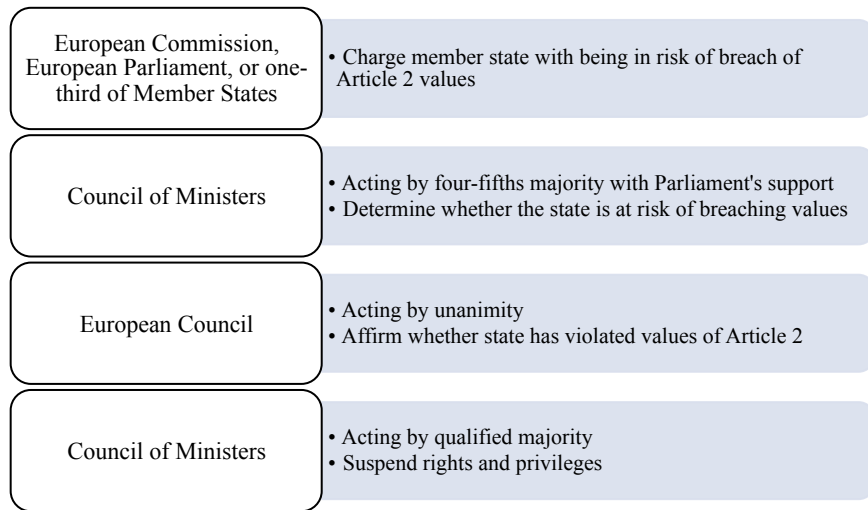 European Commission,
European Parliament, or one-
third of Member States
• Charge member state with being in risk of breach of
Article 2 values
Council of Ministers
• Acting by four-fifths majority with Parliament's support
• Determine whether the state is at risk of breaching values
European Council
• Acting by unanimity
• Affirm whether state has violated values of Article 2
Council of Ministers
• Acting by qualified majority
• Suspend rights and privileges